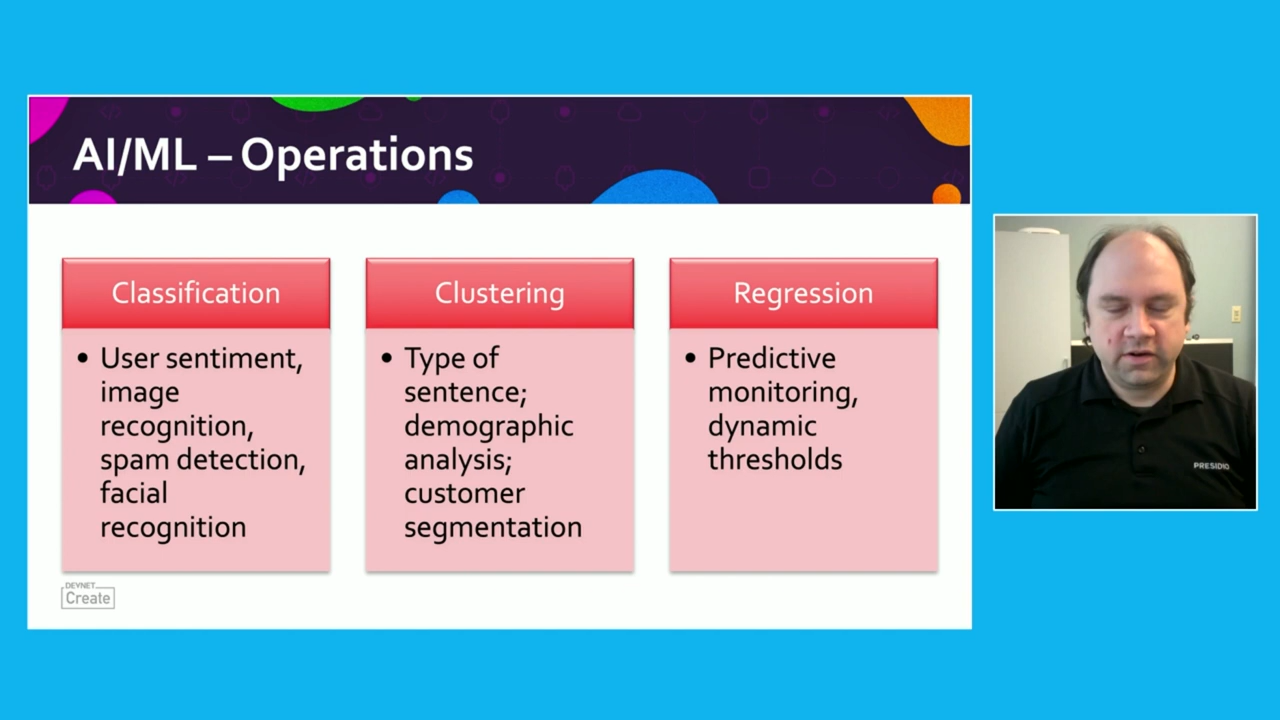 AI/ML – Operations
Classification
• User sentiment,
image
recognition,
spam detection,
facial
recognition
Clustering
• Type of
sentence;
demographic
analysis;
customer
segmentation
Regression
• Predictive
monitoring,
dynamic
thresholds
DEVNET
Create
PRESIDIO